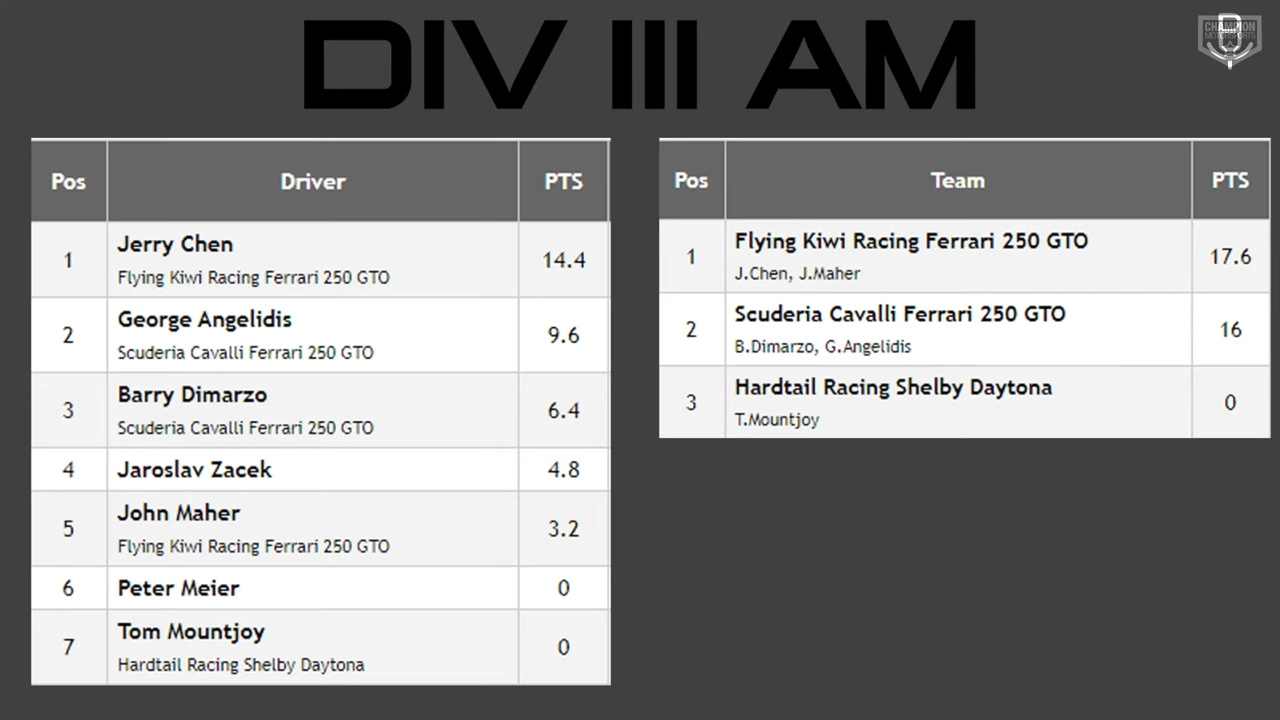 DIV III AM
CHAMPION
MOTORSPORTS
Pos Driver PTS
1 Jerry Chen 14.4
Flying Kiwi Racing Ferrari 250 GTO
2 George Angelidis 9.6
Scuderia Cavalli Ferrari 250 GTO
3 Barry Dimarzo 6.4
Scuderia Cavalli Ferrari 250 GTO
4 Jaroslav Zacek 4.8
5 John Maher 3.2
Flying Kiwi Racing Ferrari 250 GTO
6 Peter Meier 0
7 Tom Mountjoy 0
Hardtail Racing Shelby Daytona
Pos Team PTS
1 Flying Kiwi Racing Ferrari 250 GTO 17.6
J.Chen, J.Maher
2 Scuderia Cavalli Ferrari 250 GTO 16
B.Dimarzo, G.Angelidis
3 Hardtail Racing Shelby Daytona 0
T.Mountjoy